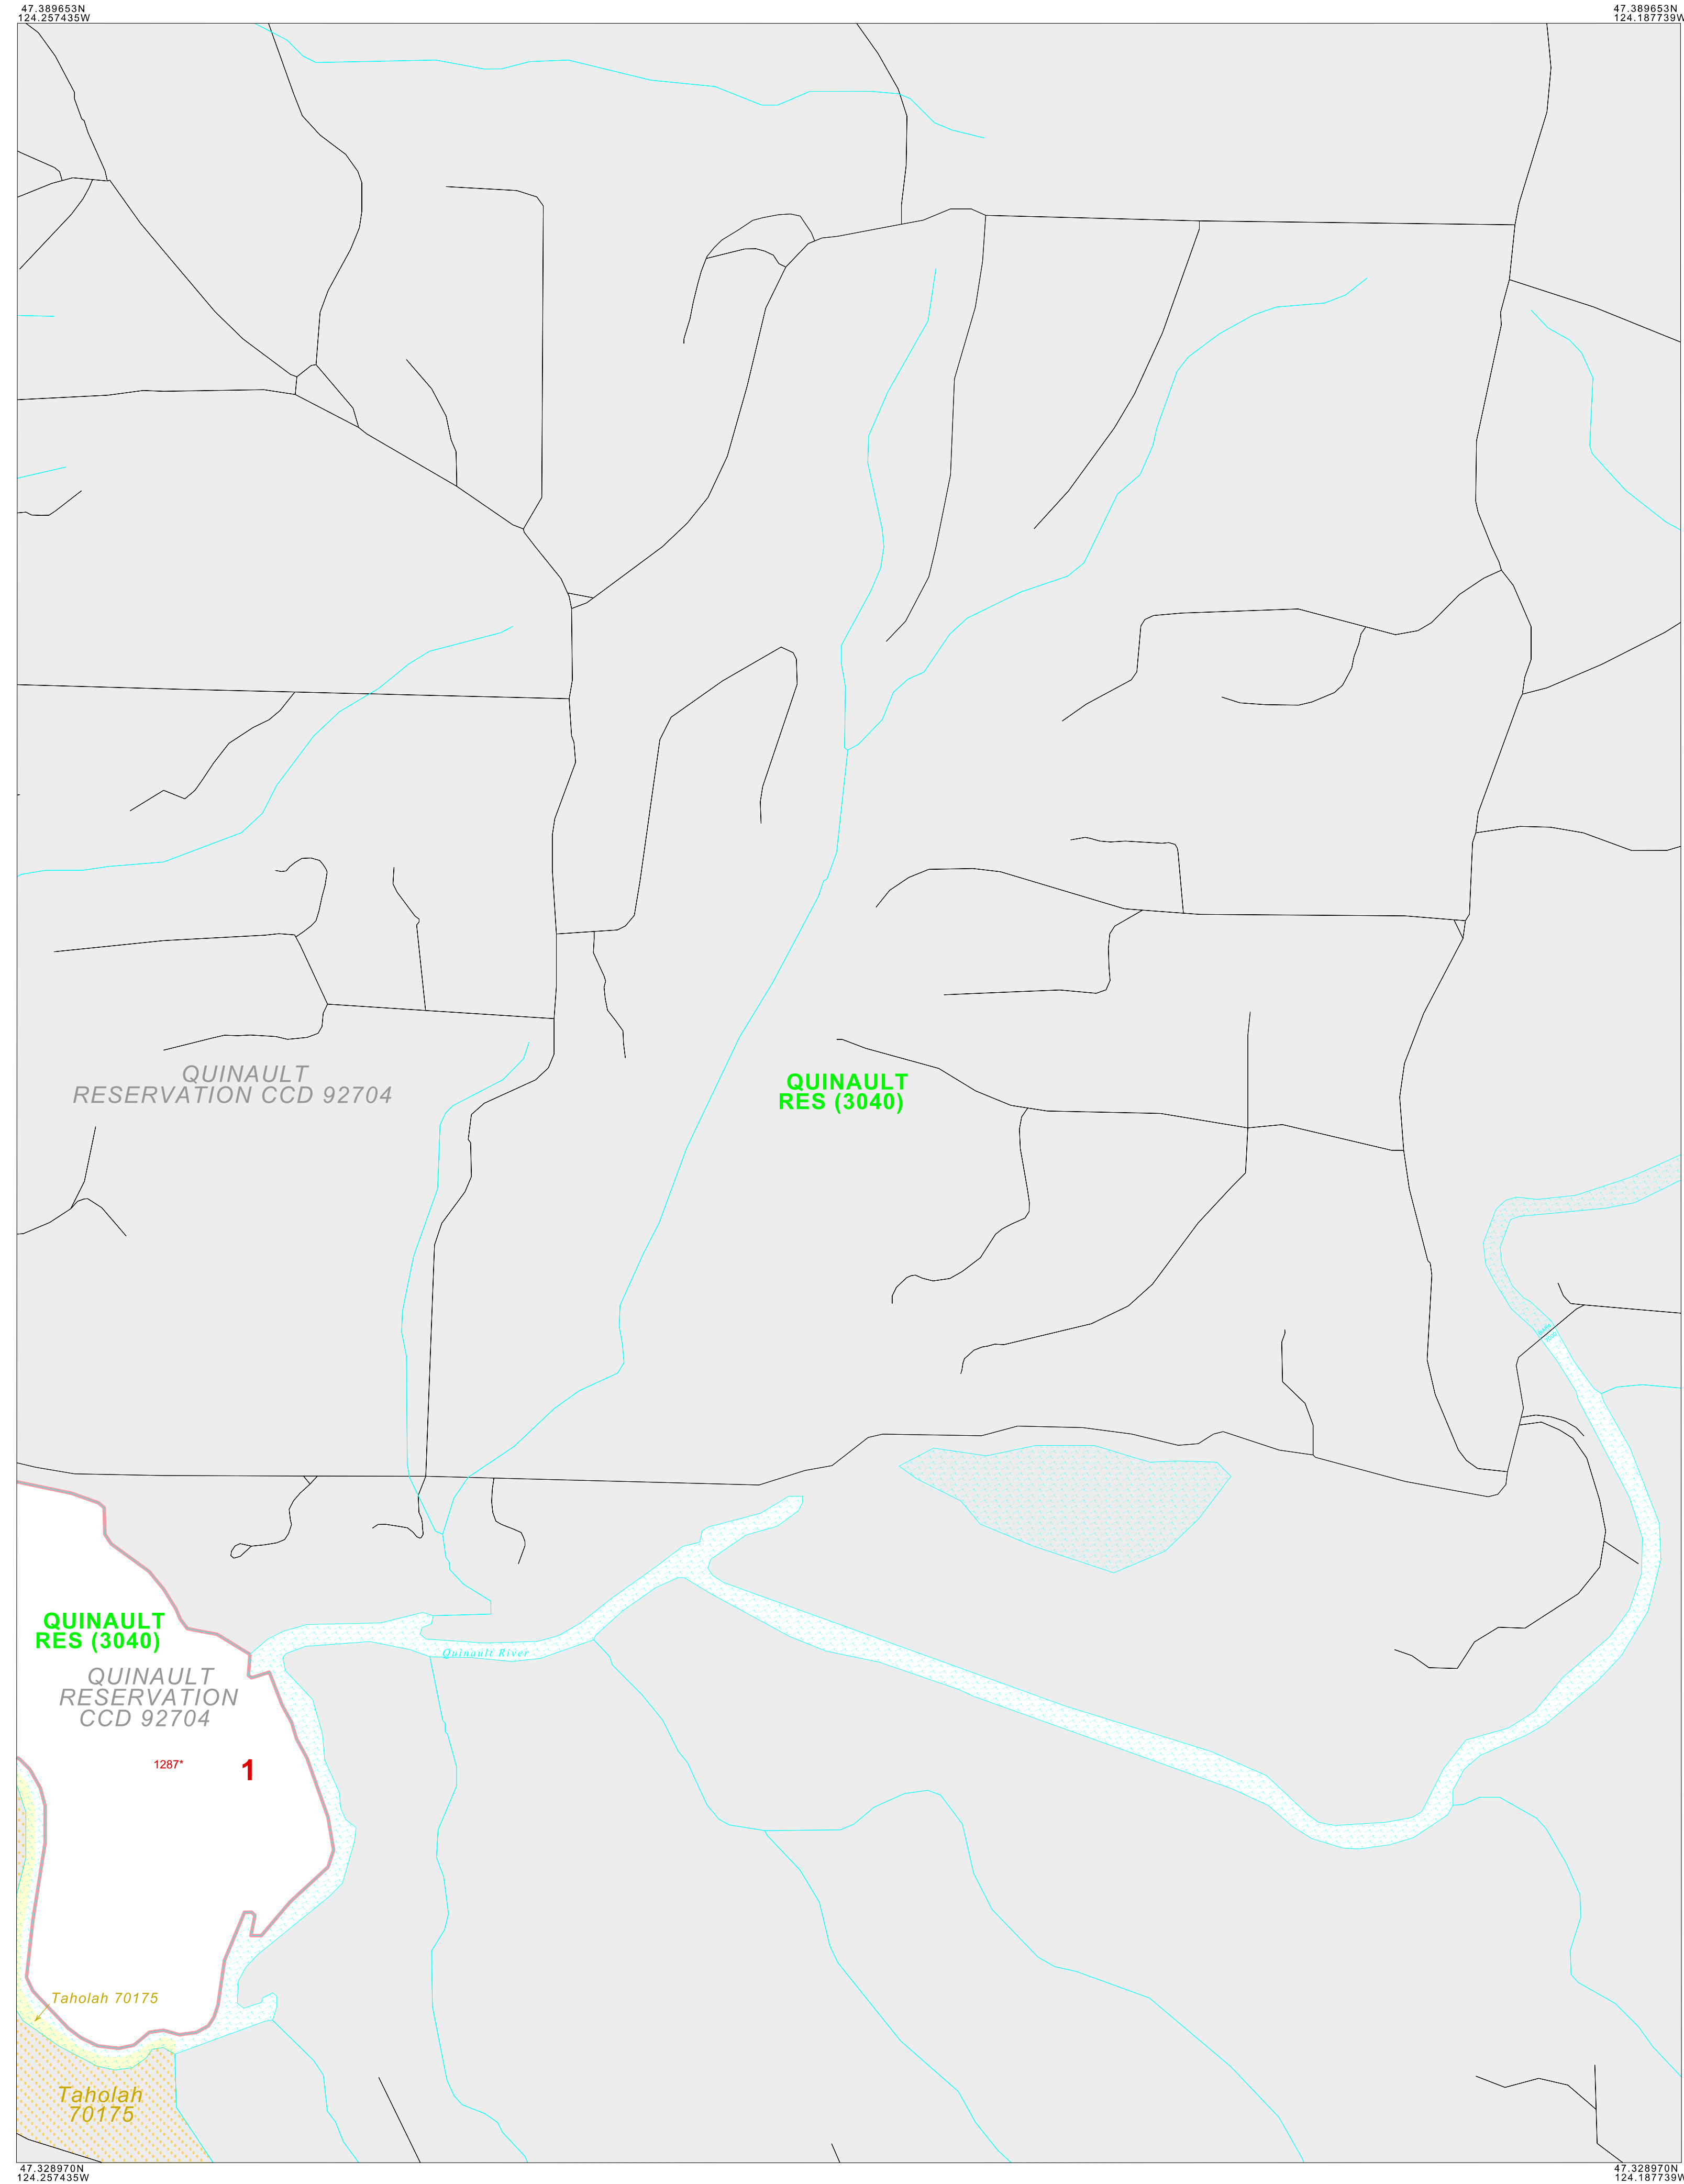 47.389653N
124.257435W
47.389653N
124.187739W
QUINAULT
RESERVATION CCD 92704
QUINAULT
RES (3040)
QUINAULT
RES (3040)
QUINAULT
RESERVATION
CCD 92704
Quinault River
1287*
1
Taholah 70175
Taholah
70175
47.328970N
124.257435W
47.328970N
124.187739W